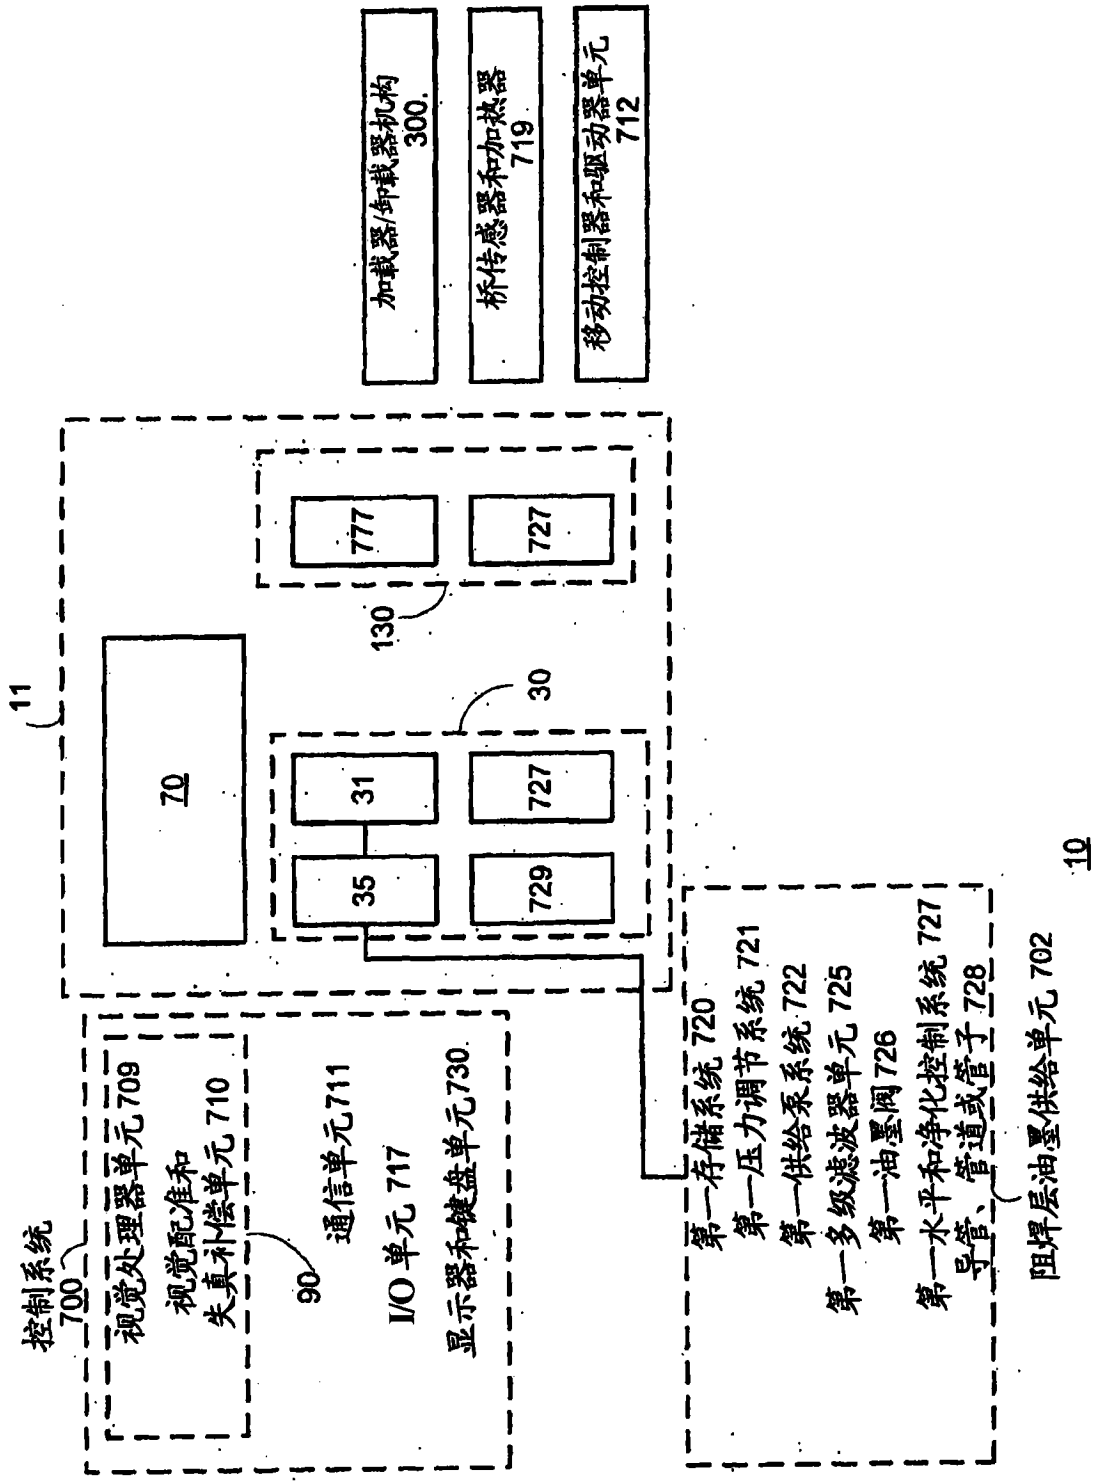 控制系统
700
视觉处理器单元 709
视觉配准和
失真补偿单元 710
90
通信单元 711
I/O 单元 717
显示器和键盘单元 730.
11
70
35
31
729
727
30
777
727
130
加载器/卸载器机构
300.
桥传感器和加热器
719
移动控制器和驱动器单元
712
第一存储系统 720
第一压力调节系统 721
第一供给泵系统 722
第一多级滤波器单元 725
第一油墨阀 726
第一水平和净化控制系统 727
导管、管道或管子 728
阻焊层油墨供给单元 702
10